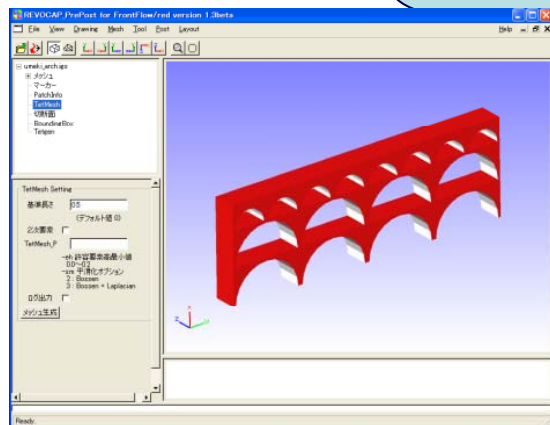 REVOCAP_PrePost for FrontFlow/red version 1.3beta
File View Drawing Mesh Tool Post Layout Help
umeki_arch.igs
メッシュ
マーカー
PatchInfo
TetMesh
切断面
BoundingBox
Tetgen
TetMesh Setting
基準長さ 0.5
(デフォルト値 0)
2次要素
TetMesh_P
-eh 許容要素高最小値
0.0～0.2
-sm 平滑化オプション
2 : Bossen
3 : Bossen + Laplacian
ログ出力
メッシュ生成
Ready.